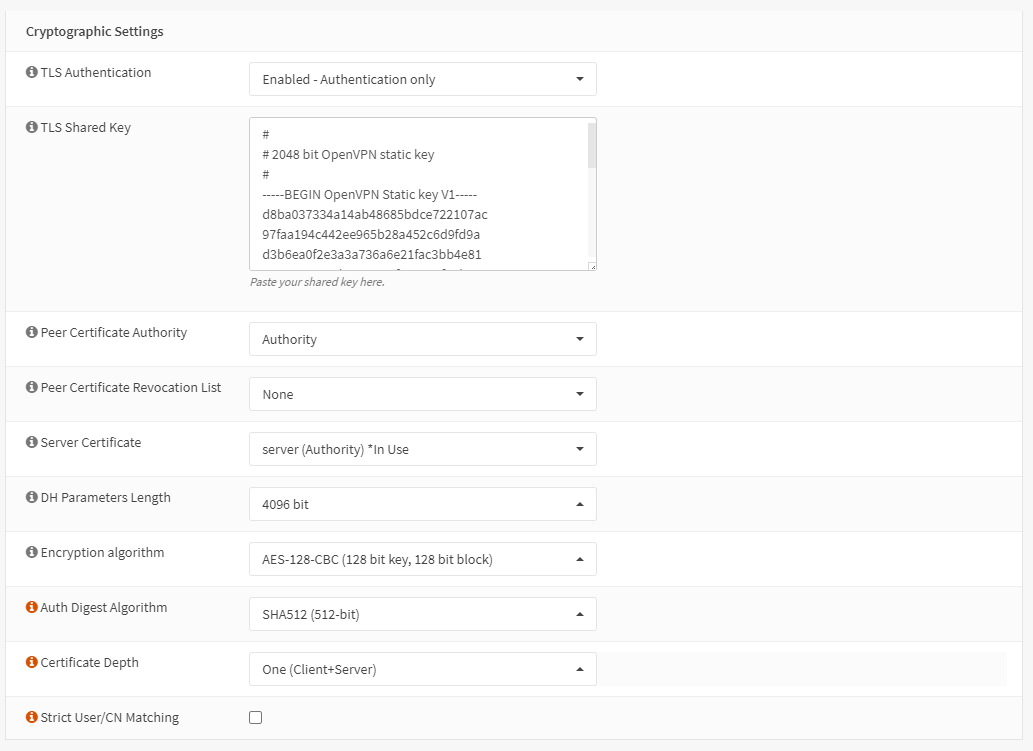 Cryptographic Settings
TLS Authentication
Enabled - Authentication only
TLS Shared Key
#
# 2048 bit OpenVPN static key
#
-----BEGIN OpenVPN Static key V1-----
d8ba037334a14ab48685bdce722107ac
97faa194c442ee965b28a452c6d9fd9a
d3b6ea0f2e3a3a736a6e21fac3bb4e81
Paste your shared key here.
Peer Certificate Authority
Authority
Peer Certificate Revocation List
None
Server Certificate
server (Authority) *In Use
DH Parameters Length
4096 bit
Encryption algorithm
AES-128-CBC (128 bit key, 128 bit block)
Auth Digest Algorithm
SHA512 (512-bit)
Certificate Depth
One (Client+Server)
Strict User/CN Matching